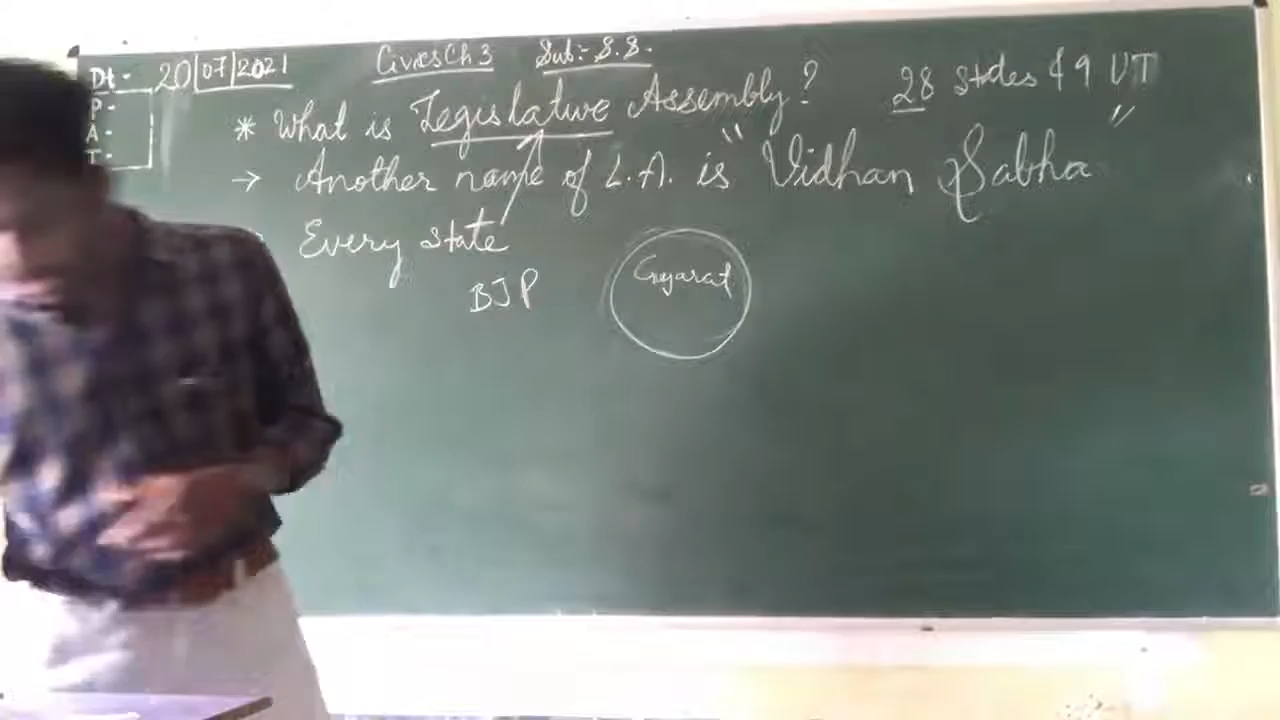 Dt - 20/07/2021 Civics Ch 3 Sub:- S.S.
P -
A -
T -
28 States & 9 UT
* What is Legislative Assembly?
→ Another name of L.A. is "Vidhan Sabha"
Every state
BJP
Gujarat